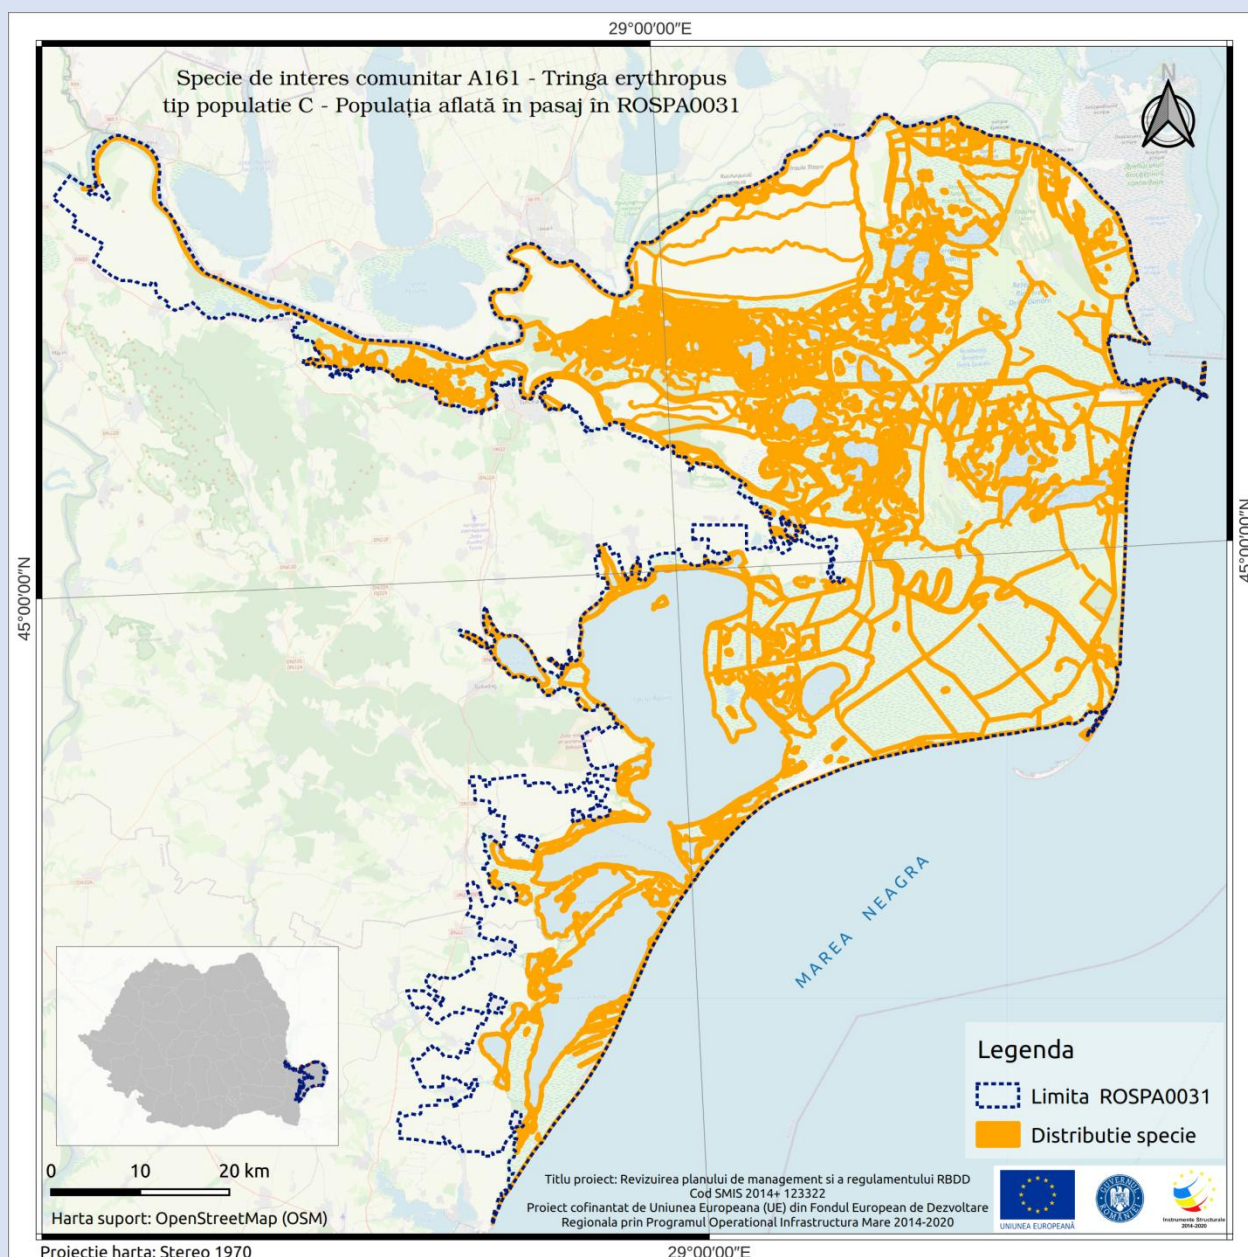 29°00′00″E
Specie de interes comunitar A161 - Tringa erythropus
tip populatie C - Populația aflată în pasaj în ROSPA0031
N
45°00′00″N
45°00′00″N
MAREA NEAGRA
Legenda
Limita ROSPA0031
Distributie specie
0 10 20 km
Harta suport: OpenStreetMap (OSM)
Titlu proiect: Revizuirea planului de management si a regulamentului RBDD
Cod SMIS 2014+ 123322
Proiect cofinantat de Uniunea Europeana (UE) din Fondul European de Dezvoltare
Regionala prin Programul Operational Infrastructura Mare 2014-2020
UNIUNEA EUROPEANĂ
GUVERNUL ROMÂNIEI
Instrumente Structurale
2014-2020
Proiectie harta: Stereo 1970
29°00′00″E